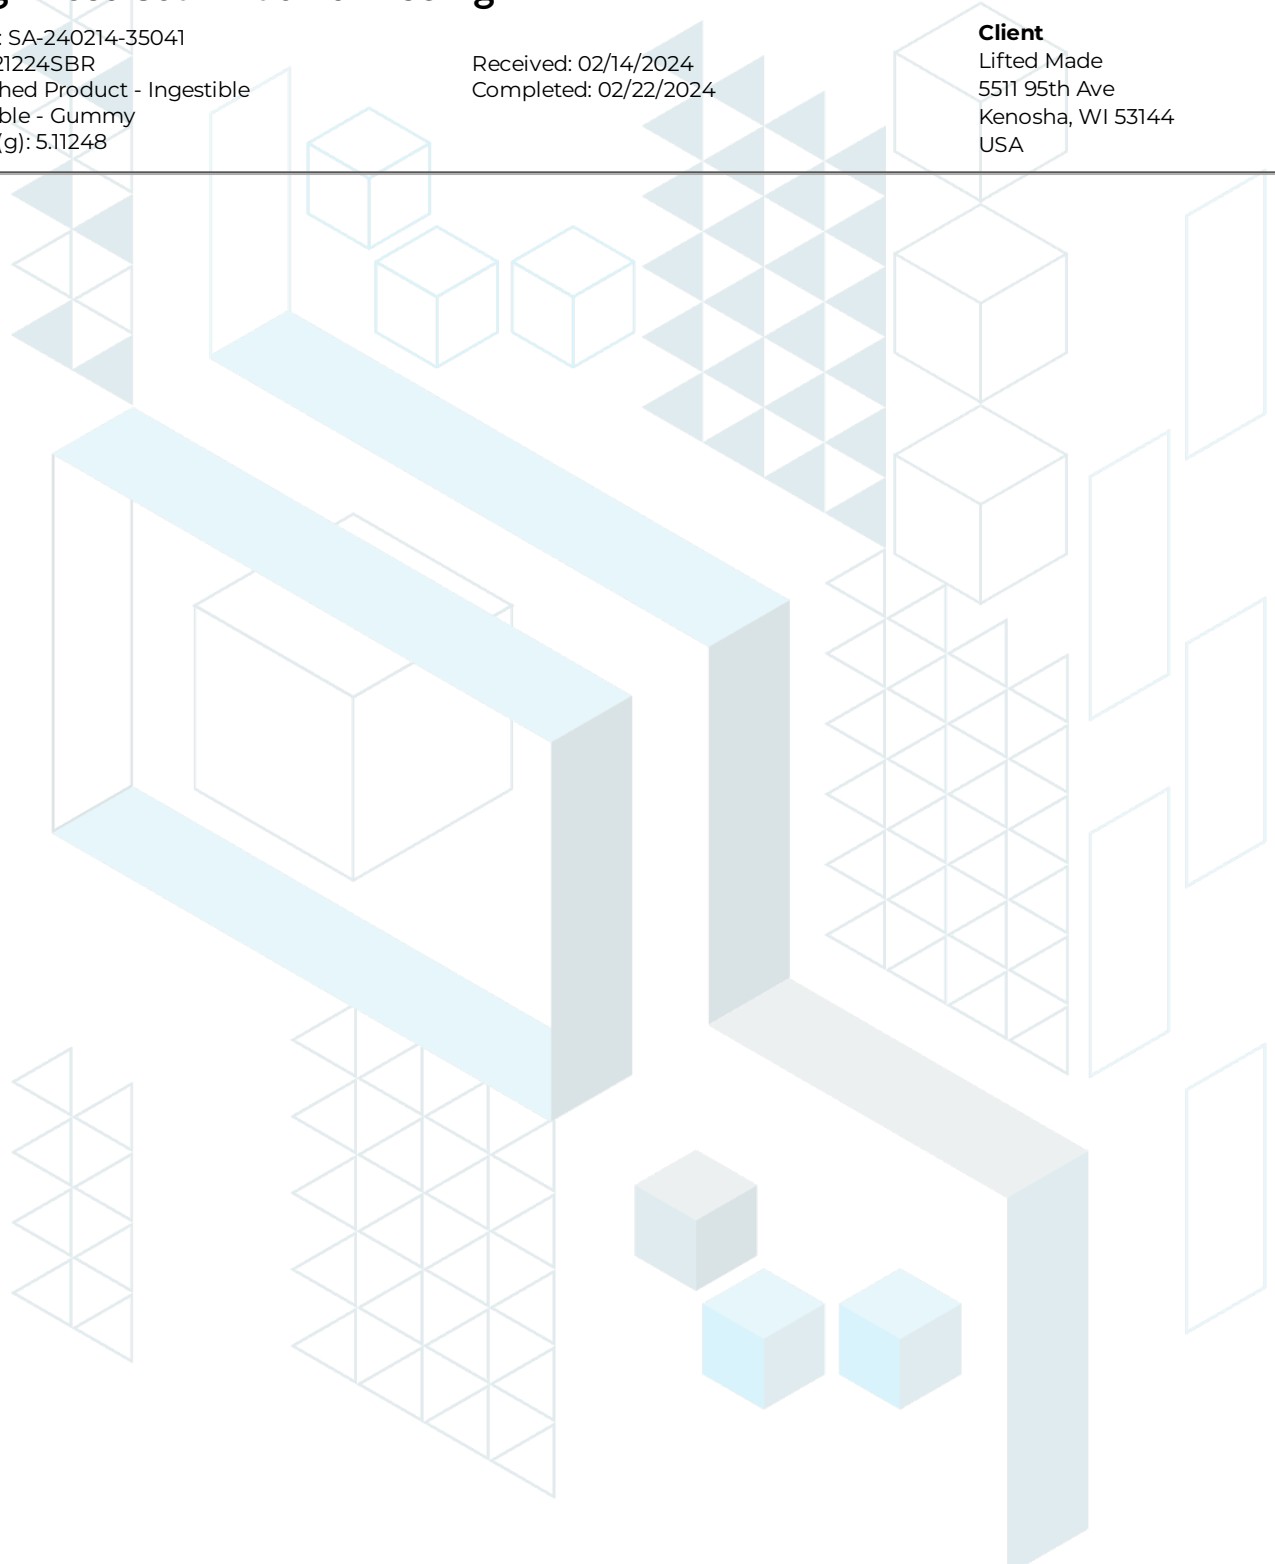 : SA-240214-35041
21224SBR
hed Product - Ingestible
ble - Gummy
(g): 5.11248
Received: 02/14/2024
Completed: 02/22/2024
Client
Lifted Made
5511 95th Ave
Kenosha, WI 53144
USA